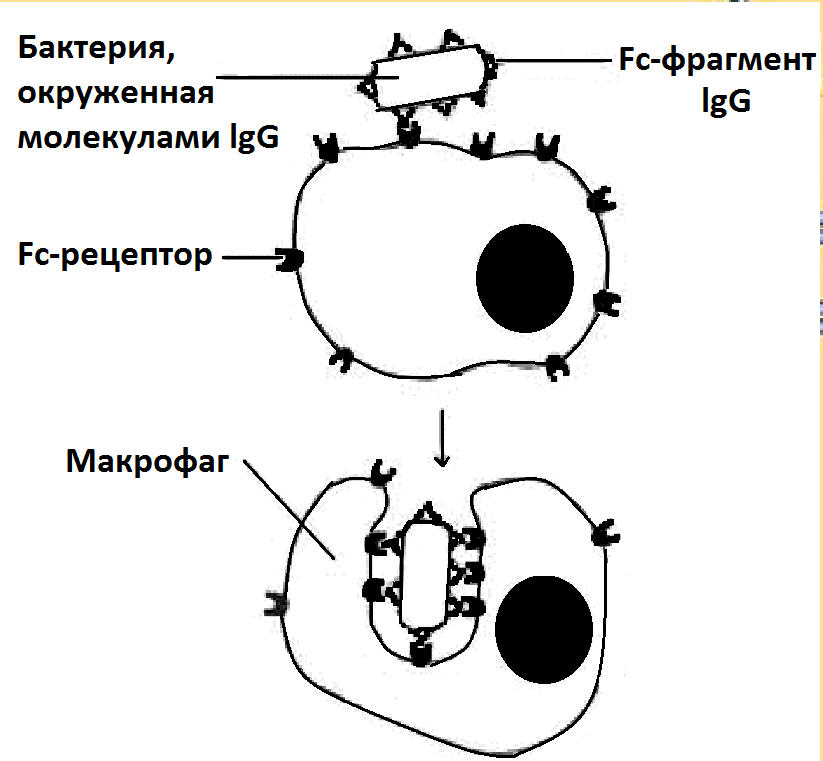 Бактерия,
окруженная
молекулами IgG
Fc-фрагмент
IgG
Fc-рецептор
Макрофаг